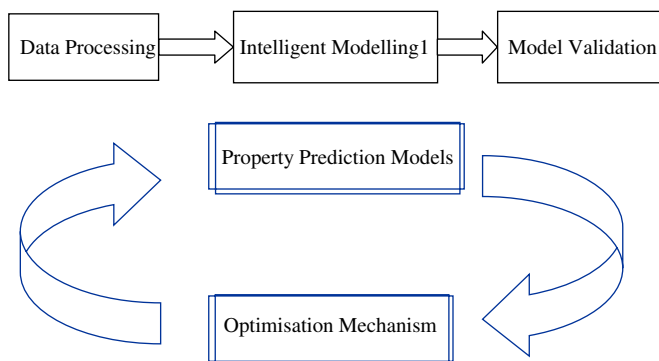 Data Processing
Intelligent Modelling1
Model Validation
Property Prediction Models
Optimisation Mechanism